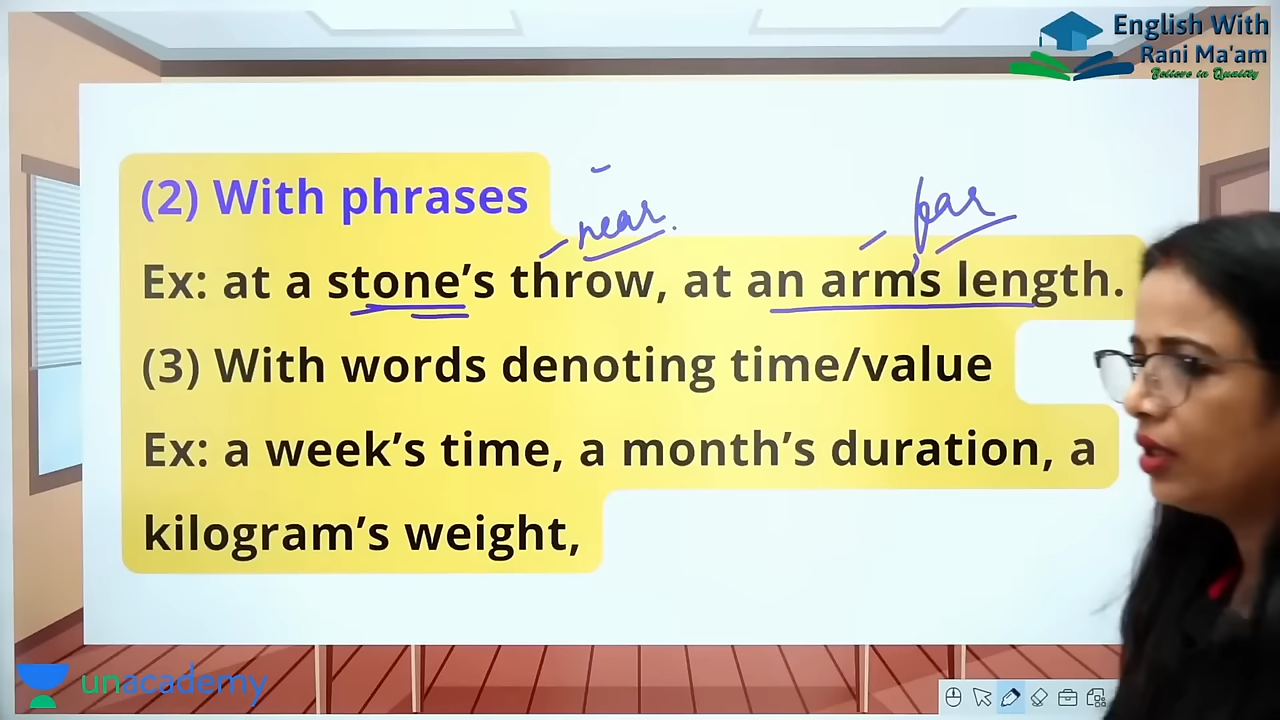 English With
Rani Ma'am
Believe in Quality
(2) With phrases
near.
far
Ex: at a stone's throw, at an arm's length.
(3) With words denoting time/value
Ex: a week's time, a month's duration, a
kilogram's weight,
unacademy